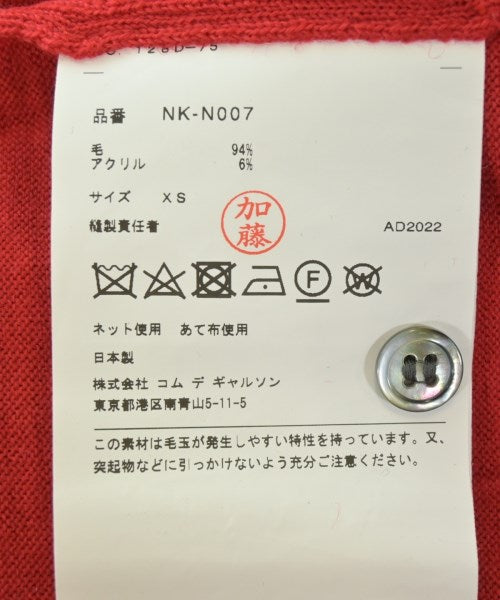 品番 NK-N007
毛 94%
アクリル 6%
サイズ XS
加藤
縫製責任者 AD2022
F W
ネット使用 あて布使用
日本製
株式会社 コム デ ギャルソン
東京都港区南青山5-11-5
この素材は毛玉が発生しやすい特性を持っています。又、
突起物などに引っかけないよう充分ご注意ください。